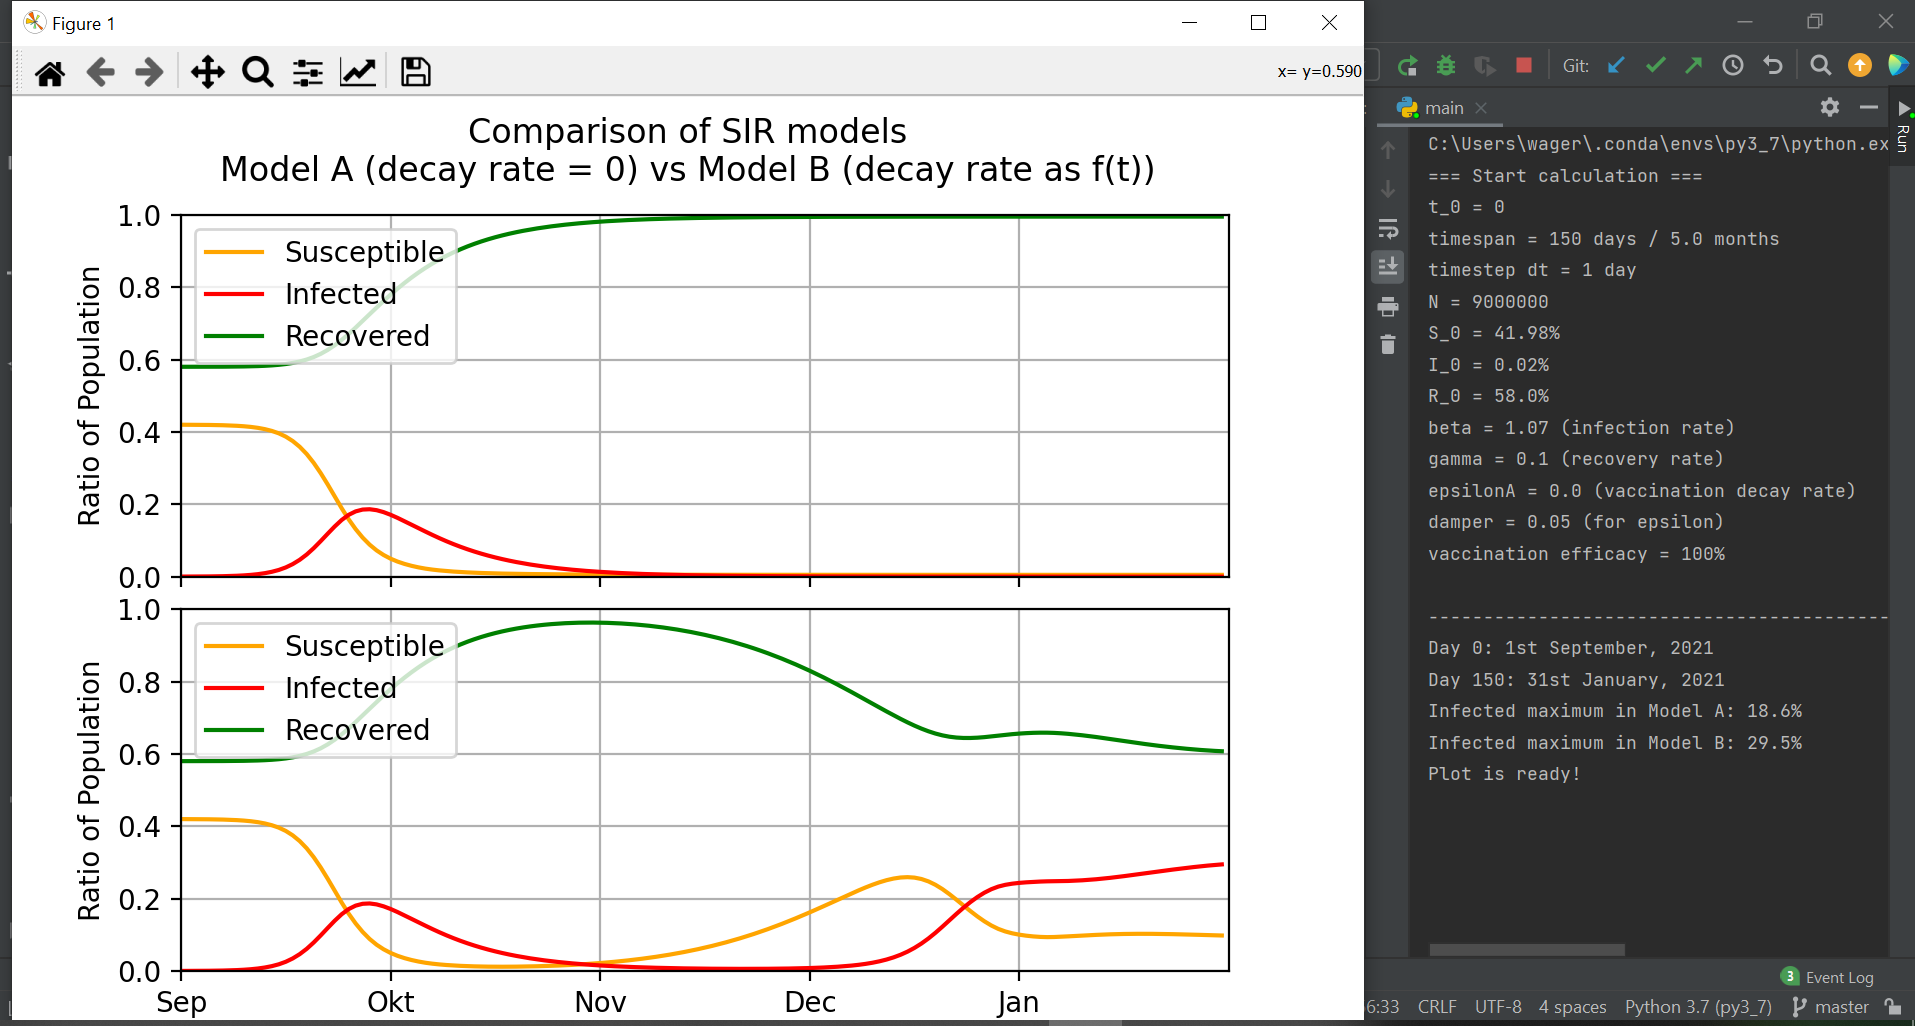 Figure 1
x= y=0.590
Comparison of SIR models
Model A (decay rate = 0) vs Model B (decay rate as f(t))
Ratio of Population
1.0
0.8
0.6
0.4
0.2
0.0
Susceptible
Infected
Recovered
Ratio of Population
1.0
0.8
0.6
0.4
0.2
0.0
Susceptible
Infected
Recovered
Sep Okt Nov Dec Jan
Git:
main
Run
C:\Users\wager\.conda\envs\py3_7\python.ex
=== Start calculation ===
t_0 = 0
timespan = 150 days / 5.0 months
timestep dt = 1 day
N = 9000000
S_0 = 41.98%
I_0 = 0.02%
R_0 = 58.0%
beta = 1.07 (infection rate)
gamma = 0.1 (recovery rate)
epsilonA = 0.0 (vaccination decay rate)
damper = 0.05 (for epsilon)
vaccination efficacy = 100%
------------------------------------------
Day 0: 1st September, 2021
Day 150: 31st January, 2021
Infected maximum in Model A: 18.6%
Infected maximum in Model B: 29.5%
Plot is ready!
3 Event Log
6:33 CRLF UTF-8 4 spaces Python 3.7 (py3_7) master